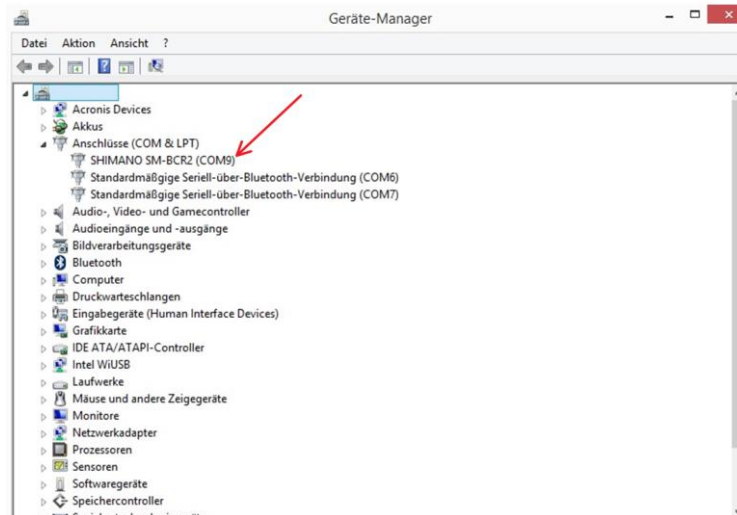 Geräte-Manager
Datei Aktion Ansicht ?
Acronis Devices
Akkus
Anschlüsse (COM & LPT)
SHIMANO SM-BCR2 (COM9)
Standardmäßgige Seriell-über-Bluetooth-Verbindung (COM6)
Standardmäßgige Seriell-über-Bluetooth-Verbindung (COM7)
Audio-, Video- und Gamecontroller
Audioeingänge und -ausgänge
Bildverarbeitungsgeräte
Bluetooth
Computer
Druckwarteschlangen
Eingabegeräte (Human Interface Devices)
Grafikkarte
IDE ATA/ATAPI-Controller
Intel WiUSB
Laufwerke
Mäuse und andere Zeigegeräte
Monitore
Netzwerkadapter
Prozessoren
Sensoren
Softwaregeräte
Speichercontroller